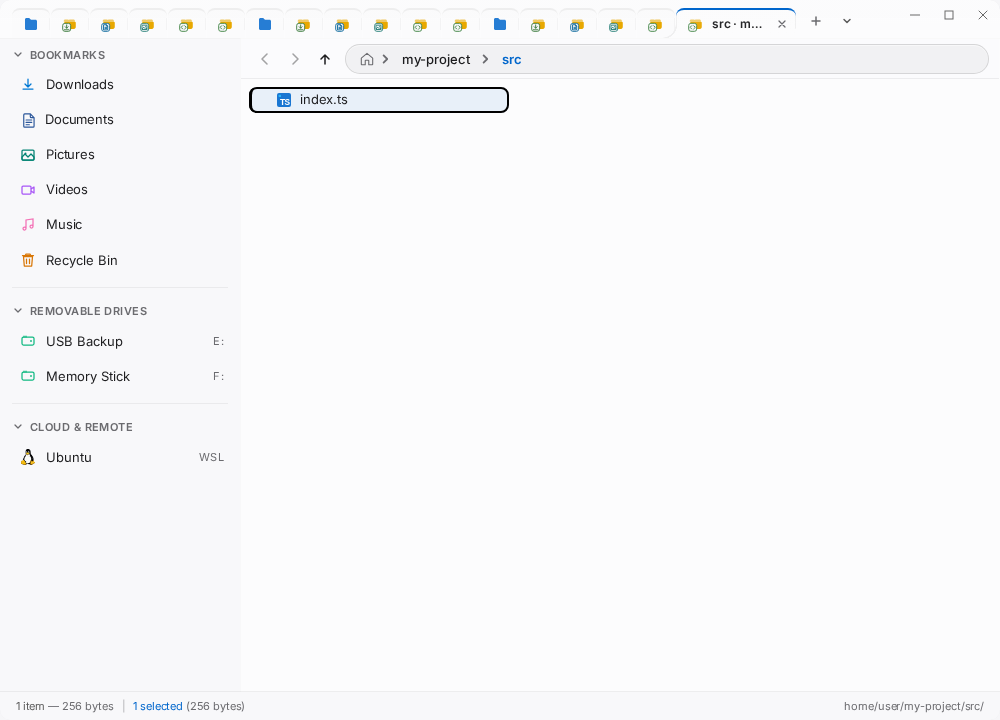 src · m...
my-project
src
BOOKMARKS
Downloads
Documents
Pictures
Videos
Music
Recycle Bin
REMOVABLE DRIVES
USB Backup E:
Memory Stick F:
CLOUD & REMOTE
Ubuntu WSL
TS index.ts
1 item — 256 bytes | 1 selected (256 bytes)
home/user/my-project/src/